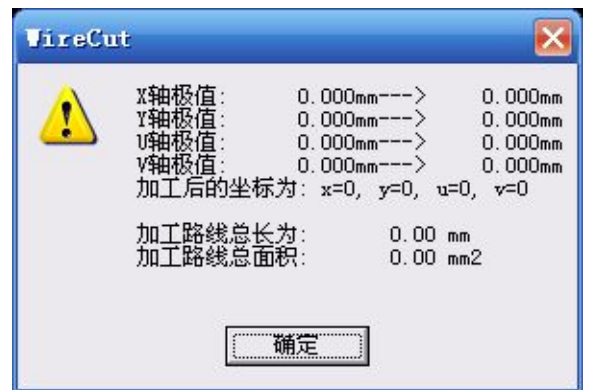 WireCut
X轴极值: 0.000mm---> 0.000mm
Y轴极值: 0.000mm---> 0.000mm
U轴极值: 0.000mm---> 0.000mm
V轴极值: 0.000mm---> 0.000mm
加工后的坐标为: x=0, y=0, u=0, v=0
加工路线总长为: 0.00 mm
加工路线总面积: 0.00 mm2
确定